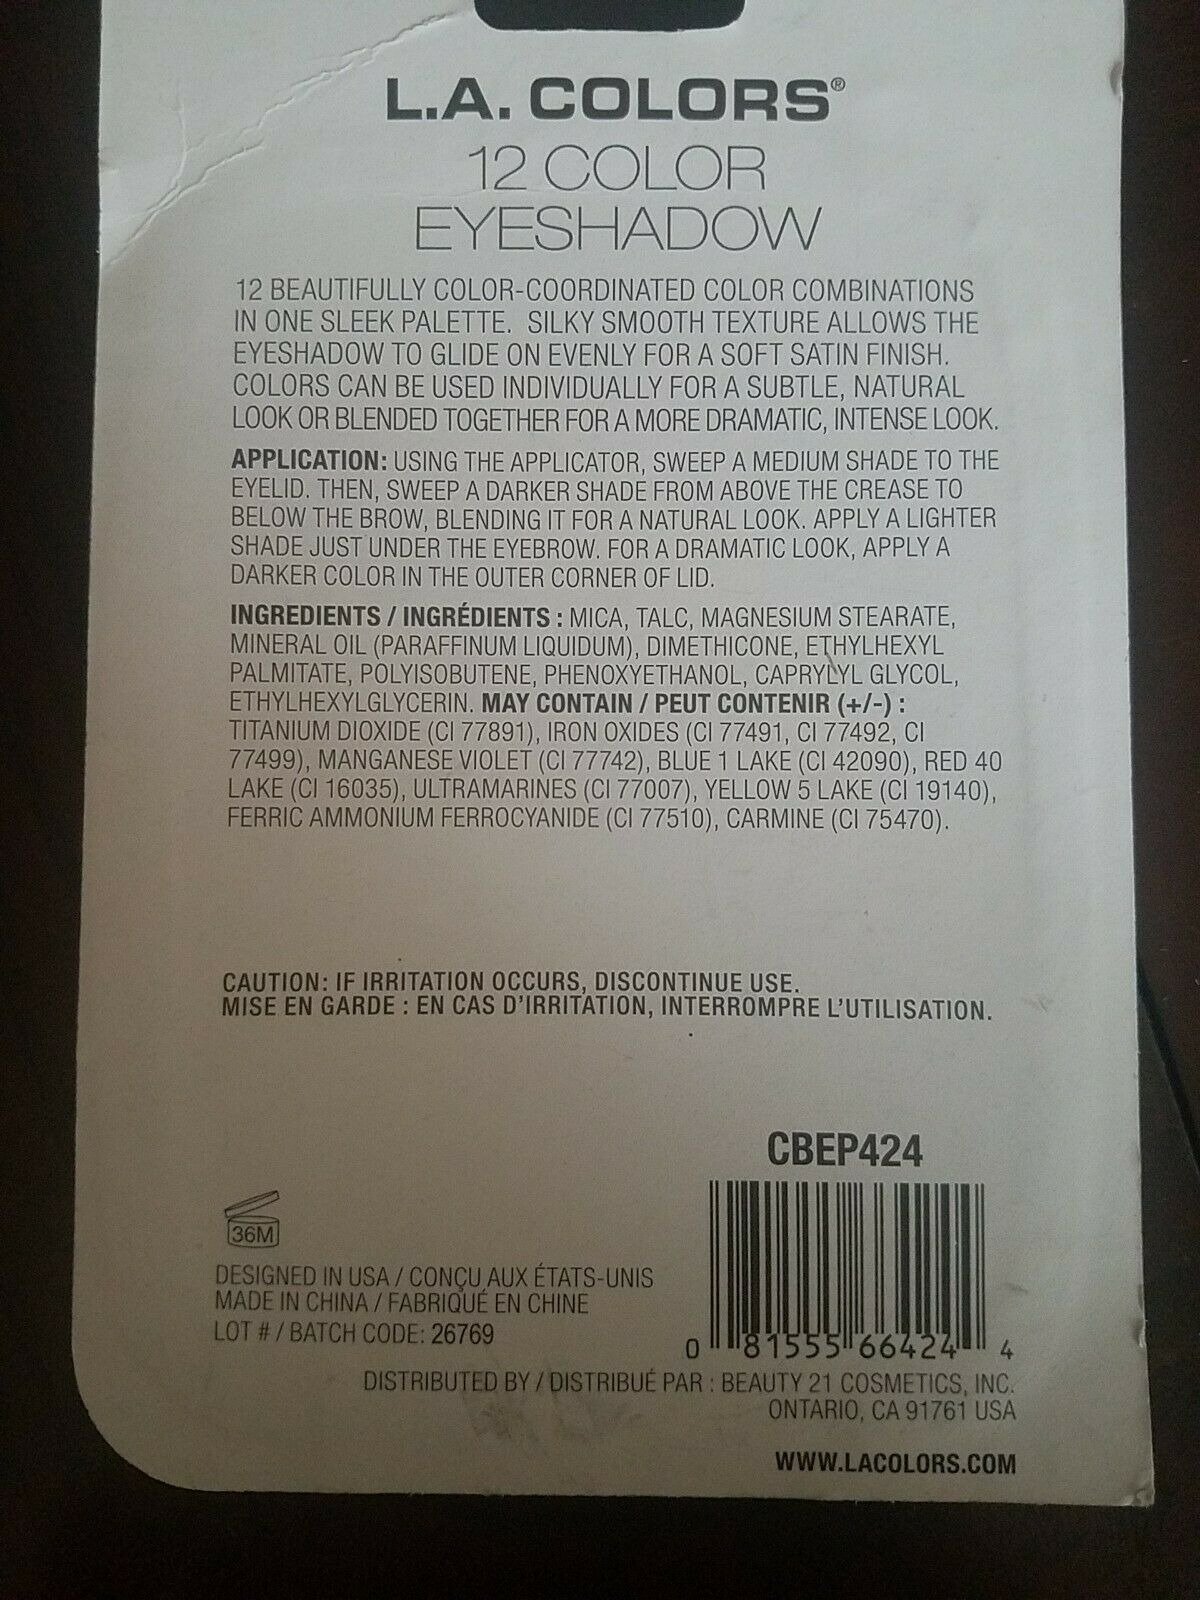 L.A. COLORS®
12 COLOR
EYESHADOW
12 BEAUTIFULLY COLOR-COORDINATED COLOR COMBINATIONS
IN ONE SLEEK PALETTE. SILKY SMOOTH TEXTURE ALLOWS THE
EYESHADOW TO GLIDE ON EVENLY FOR A SOFT SATIN FINISH.
COLORS CAN BE USED INDIVIDUALLY FOR A SUBTLE, NATURAL
LOOK OR BLENDED TOGETHER FOR A MORE DRAMATIC, INTENSE LOOK.
APPLICATION: USING THE APPLICATOR, SWEEP A MEDIUM SHADE TO THE
EYELID. THEN, SWEEP A DARKER SHADE FROM ABOVE THE CREASE TO
BELOW THE BROW, BLENDING IT FOR A NATURAL LOOK. APPLY A LIGHTER
SHADE JUST UNDER THE EYEBROW. FOR A DRAMATIC LOOK, APPLY A
DARKER COLOR IN THE OUTER CORNER OF LID.
INGREDIENTS / INGRÉDIENTS : MICA, TALC, MAGNESIUM STEARATE,
MINERAL OIL (PARAFFINUM LIQUIDUM), DIMETHICONE, ETHYLHEXYL
PALMITATE, POLYISOBUTENE, PHENOXYETHANOL, CAPRYLYL GLYCOL,
ETHYLHEXYLGLYCERIN. MAY CONTAIN / PEUT CONTENIR (+/-) :
TITANIUM DIOXIDE (CI 77891), IRON OXIDES (CI 77491, CI 77492, CI
77499), MANGANESE VIOLET (CI 77742), BLUE 1 LAKE (CI 42090), RED 40
LAKE (CI 16035), ULTRAMARINES (CI 77007), YELLOW 5 LAKE (CI 19140),
FERRIC AMMONIUM FERROCYANIDE (CI 77510), CARMINE (CI 75470).
CAUTION: IF IRRITATION OCCURS, DISCONTINUE USE.
MISE EN GARDE : EN CAS D'IRRITATION, INTERROMPRE L'UTILISATION.
CBEP424
36M
DESIGNED IN USA / CONÇU AUX ÉTATS-UNIS
MADE IN CHINA / FABRIQUÉ EN CHINE
LOT # / BATCH CODE: 26769
0 81555 66424 4
DISTRIBUTED BY / DISTRIBUÉ PAR : BEAUTY 21 COSMETICS, INC.
ONTARIO, CA 91761 USA
WWW.LACOLORS.COM